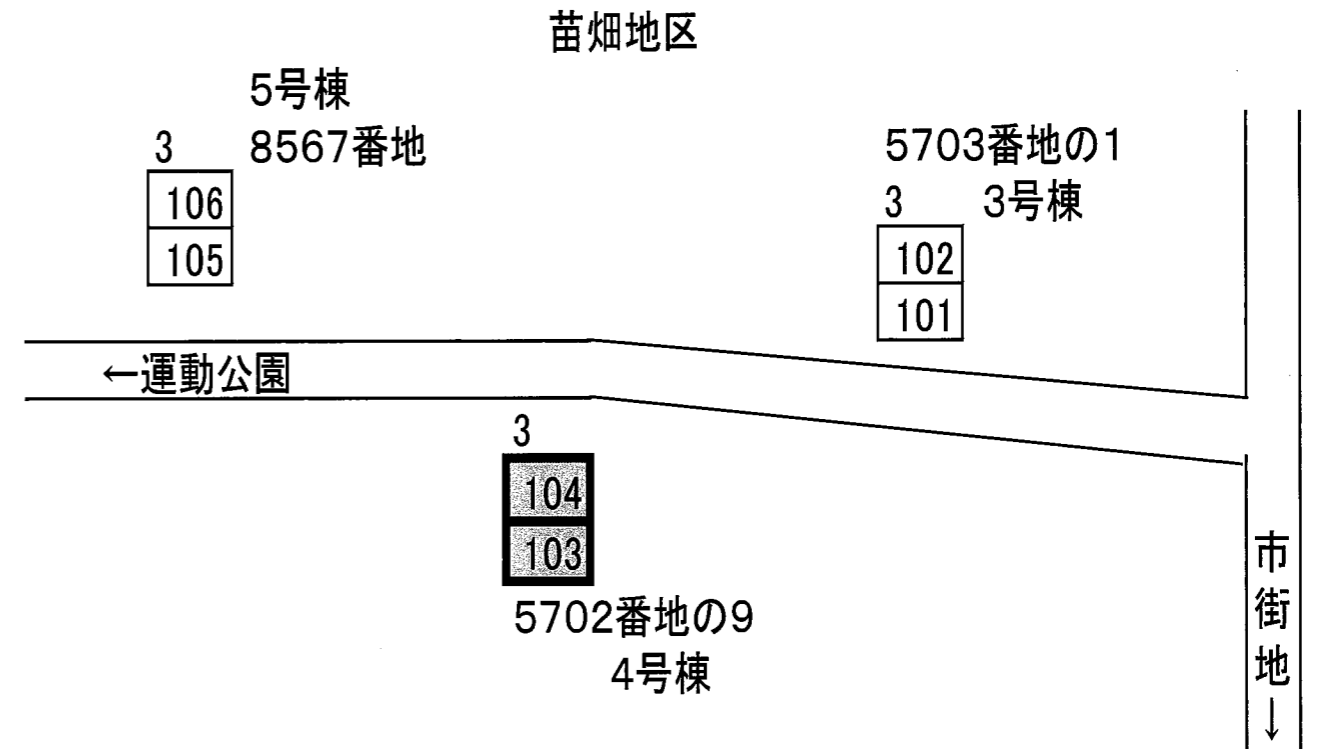 苗畑地区
5号棟
3 8567番地
106
105
5703番地の1
3 3号棟
102
101
←運動公園
3
104
103
5702番地の9
4号棟
市街地↓